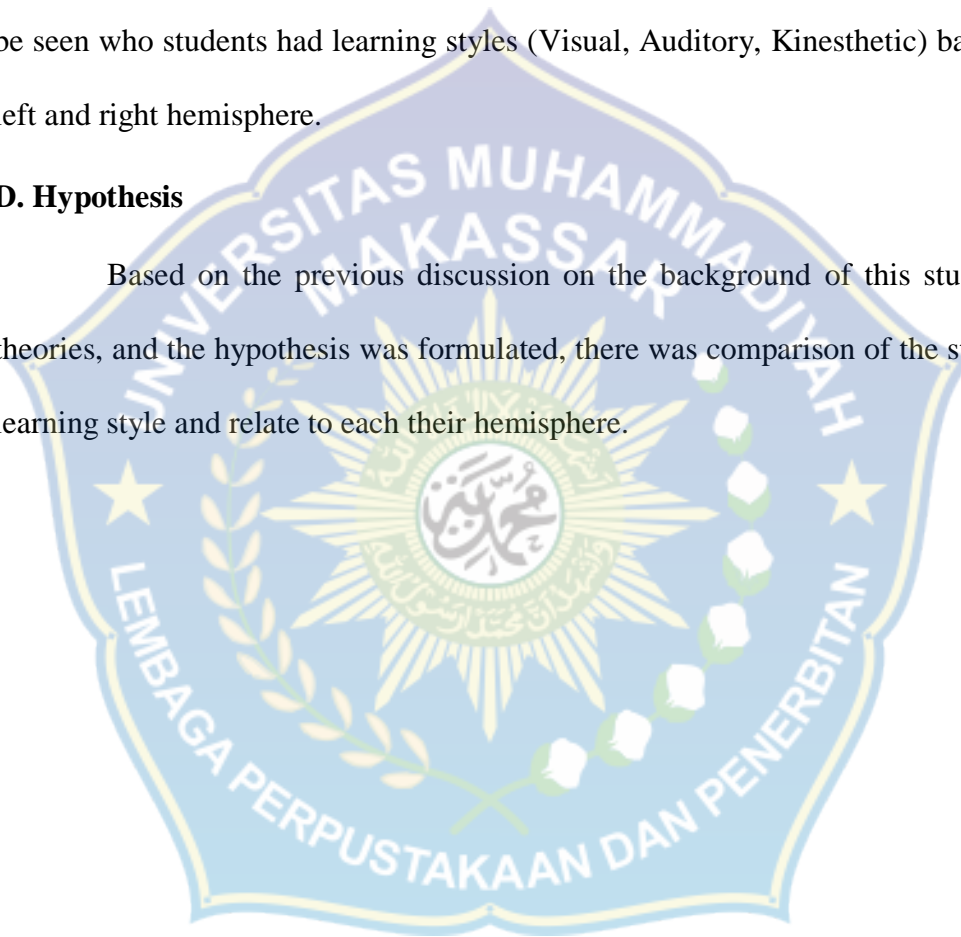 be seen who students had learning styles (Visual, Auditory, Kinesthetic) ba
left and right hemisphere.
D. Hypothesis
Based on the previous discussion on the background of this stu
theories, and the hypothesis was formulated, there was comparison of the s
learning style and relate to each their hemisphere.
UNIVERSITAS MUHAMMADIYAH
MAKASSAR
LEMBAGA PERPUSTAKAAN DAN PENERBITAN